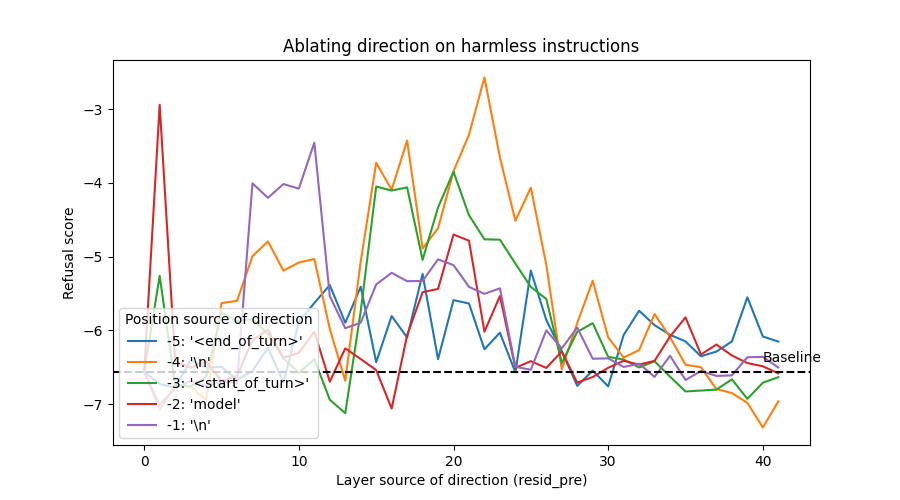 Ablating direction on harmless instructions
Refusal score
−3
−4
−5
−6
−7
Baseline
Position source of direction
-5: '<end_of_turn>'
-4: '\n'
-3: '<start_of_turn>'
-2: 'model'
-1: '\n'
0 10 20 30 40
Layer source of direction (resid_pre)